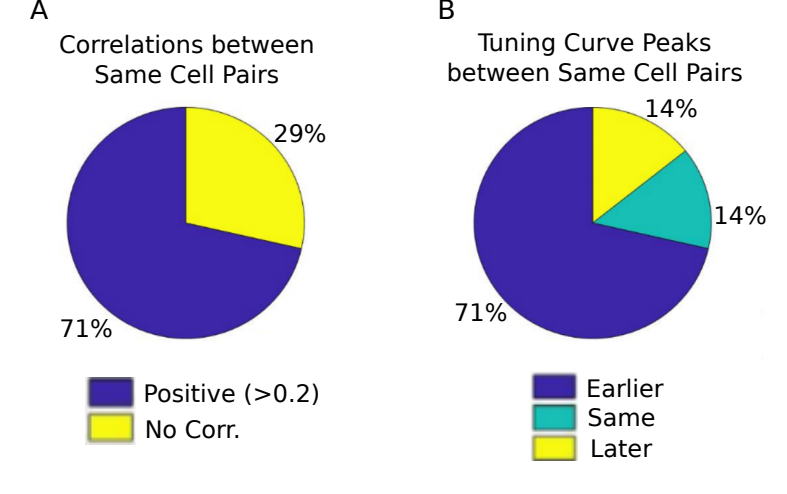 A
Correlations between
Same Cell Pairs
29%
71%
Positive (>0.2)
No Corr.
B
Tuning Curve Peaks
between Same Cell Pairs
14%
14%
71%
Earlier
Same
Later